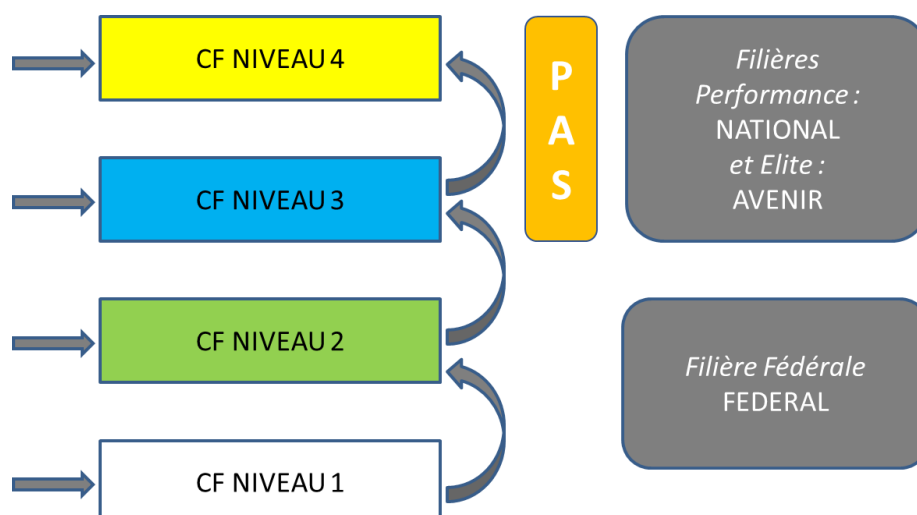 CF NIVEAU 4
CF NIVEAU 3
CF NIVEAU 2
CF NIVEAU 1
P
A
S
Filières
Performance :
NATIONAL
et Elite :
AVENIR
Filière Fédérale
FEDERAL